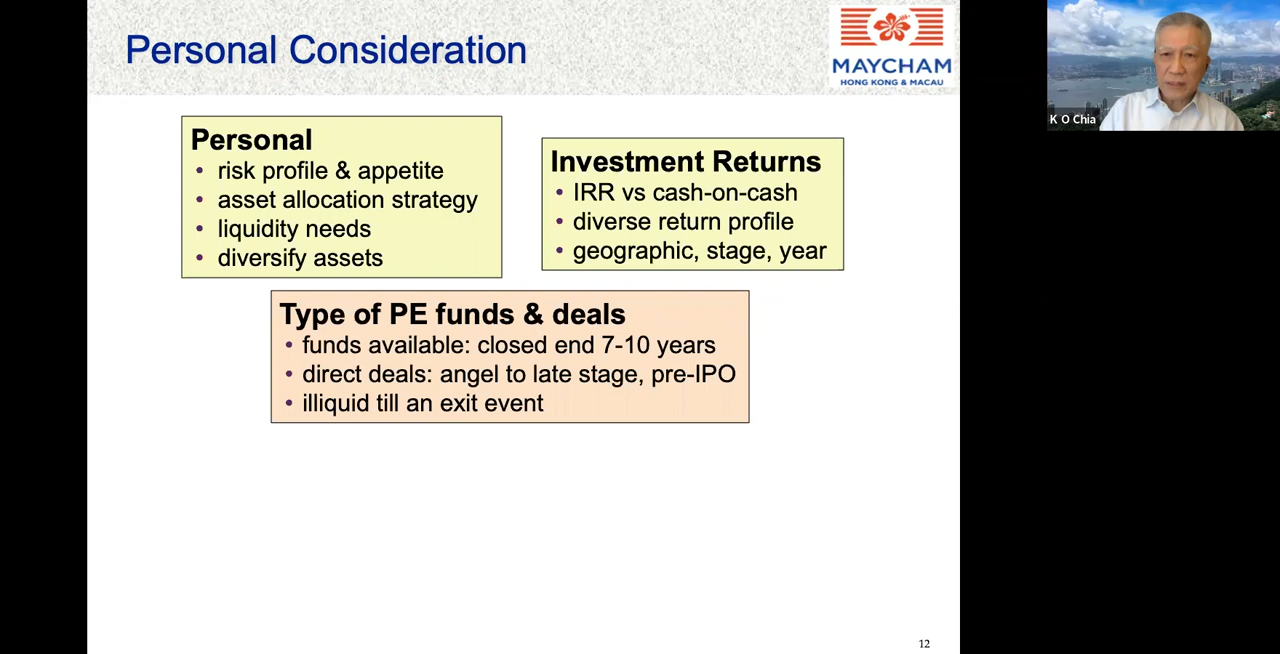 Personal Consideration
MAYCHAM
HONG KONG & MACAU
K O Chia
Personal
• risk profile & appetite
• asset allocation strategy
• liquidity needs
• diversify assets
Investment Returns
• IRR vs cash-on-cash
• diverse return profile
• geographic, stage, year
Type of PE funds & deals
• funds available: closed end 7-10 years
• direct deals: angel to late stage, pre-IPO
• illiquid till an exit event
12